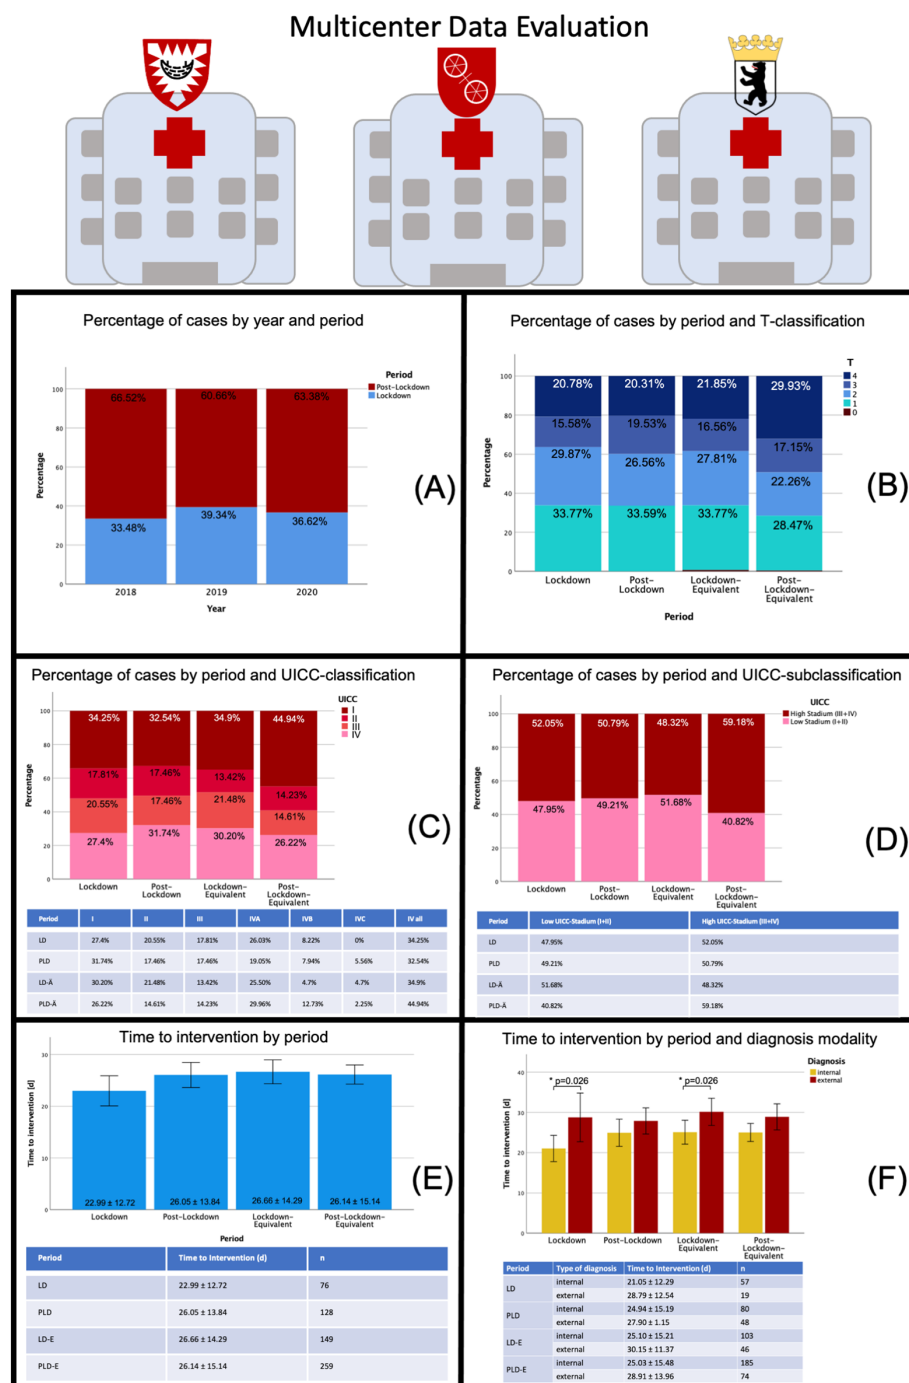 Multicenter Data Evaluation
Percentage of cases by year and period
Period
Post-Lockdown
Lockdown
Percentage
100
80
60
40
20
0
66.52%
60.66%
63.38%
33.48%
39.34%
36.62%
2018
2019
2020
Year
(A)
Percentage of cases by period and T-classification
T
4
3
2
1
0
Percentage
100
80
60
40
20
0
20.78%
20.31%
21.85%
29.93%
15.58%
19.53%
16.56%
17.15%
29.87%
26.56%
27.81%
22.26%
33.77%
33.59%
33.77%
28.47%
Lockdown
Post-Lockdown
Lockdown-Equivalent
Post-Lockdown-Equivalent
Period
(B)
Percentage of cases by period and UICC-classification
UICC
I
II
III
IV
Percentage
100
80
60
40
20
0
34.25%
32.54%
34.9%
44.94%
17.81%
17.46%
13.42%
14.23%
20.55%
17.46%
21.48%
14.61%
27.4%
31.74%
30.20%
26.22%
Lockdown
Post-Lockdown
Lockdown-Equivalent
Post-Lockdown-Equivalent
(C)
Period I II III IVA IVB IVC IV all
LD 27.4% 20.55% 17.81% 26.03% 8.22% 0% 34.25%
PLD 31.74% 17.46% 17.46% 19.05% 7.94% 5.56% 32.54%
LD-Ä 30.20% 21.48% 13.42% 25.50% 4.7% 4.7% 34.9%
PLD-Ä 26.22% 14.61% 14.23% 29.96% 12.73% 2.25% 44.94%
Percentage of cases by period and UICC-subclassification
UICC
High Stadium (III+IV)
Low Stadium (I+II)
Percentage
100
80
60
40
20
0
52.05%
50.79%
48.32%
59.18%
47.95%
49.21%
51.68%
40.82%
Lockdown
Post-Lockdown
Lockdown-Equivalent
Post-Lockdown-Equivalent
(D)
Period Low UICC-Stadium (I+II) High UICC-Stadium (III+IV)
LD 47.95% 52.05%
PLD 49.21% 50.79%
LD-Ä 51.68% 48.32%
PLD-Ä 40.82% 59.18%
Time to intervention by period
Time to intervention [d]
30
20
10
0
22.99 ± 12.72
26.05 ± 13.84
26.66 ± 14.29
26.14 ± 15.14
Lockdown
Post-Lockdown
Lockdown-Equivalent
Post-Lockdown-Equivalent
Period
(E)
Period Time to Intervention (d) n
LD 22.99 ± 12.72 76
PLD 26.05 ± 13.84 128
LD-E 26.66 ± 14.29 149
PLD-E 26.14 ± 15.14 259
Time to intervention by period and diagnosis modality
Diagnosis
internal
external
Time to intervention [d]
40
30
20
10
0
* p=0.026
* p=0.026
Lockdown
Post-Lockdown
Lockdown-Equivalent
Post-Lockdown-Equivalent
(F)
Period Type of diagnosis Time to Intervention (d) n
LD internal 21.05 ± 12.29 57
external 28.79 ± 12.54 19
PLD internal 24.94 ± 15.19 80
external 27.90 ± 1.15 48
LD-E internal 25.10 ± 15.21 103
external 30.15 ± 11.37 46
PLD-E internal 25.03 ± 15.48 185
external 28.91 ± 13.96 74